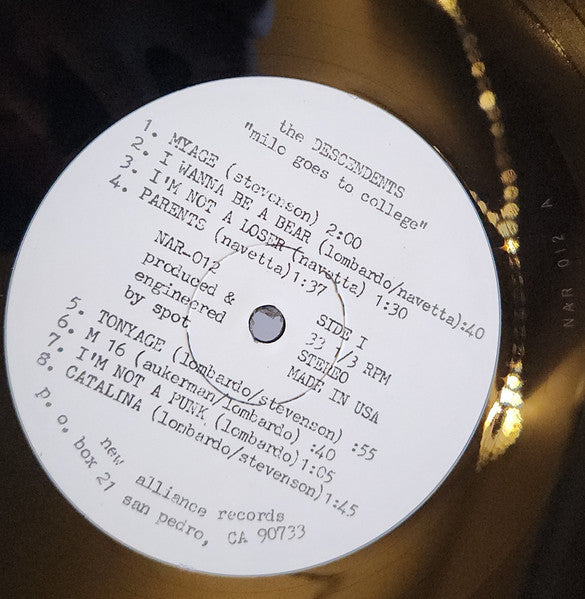 the DESCENDENTS
"milo goes to college"
1. MYAGE (stevenson) 2:00
2. I WANNA BE A BEAR (lombardo/navetta):40
3. I'M NOT A LOSER (navetta) 1:30
4. PARENTS (navetta)1:37
NAR-012
produced &
engineered
by spot
SIDE I
33 1/3 RPM
STEREO
MADE IN USA
5. TONYAGE (lombardo/stevenson) :55
6. M 16 (aukerman/lombardo) :40
7. I'M NOT A PUNK (lombardo)1:05
8. CATALINA (lombardo/stevenson)1:45
new alliance records
p. o. box 21 san pedro, CA 90733
NAR 012 A